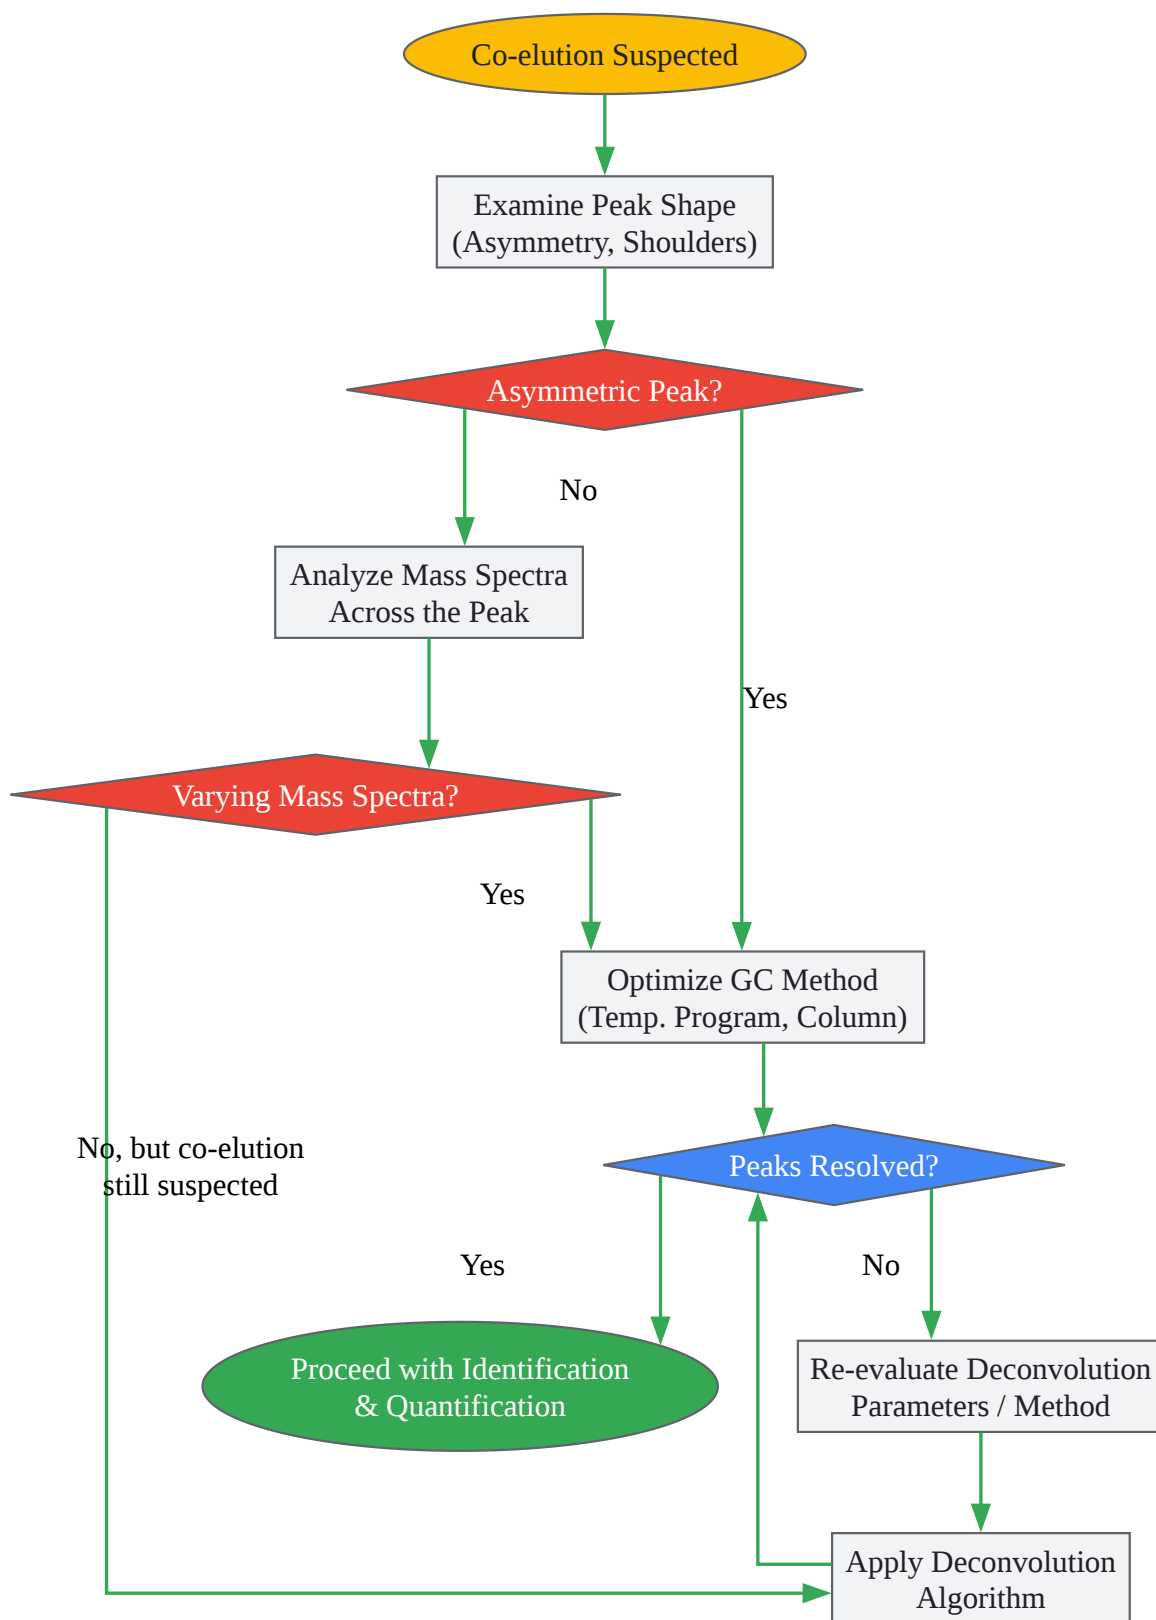 Co-elution Suspected
Examine Peak Shape
(Asymmetry, Shoulders)
Asymmetric Peak?
No
Analyze Mass Spectra
Across the Peak
Yes
Varying Mass Spectra?
Yes
Optimize GC Method
(Temp. Program, Column)
No, but co-elution
still suspected
Peaks Resolved?
Yes
No
Proceed with Identification
& Quantification
Re-evaluate Deconvolution
Parameters / Method
Apply Deconvolution
Algorithm